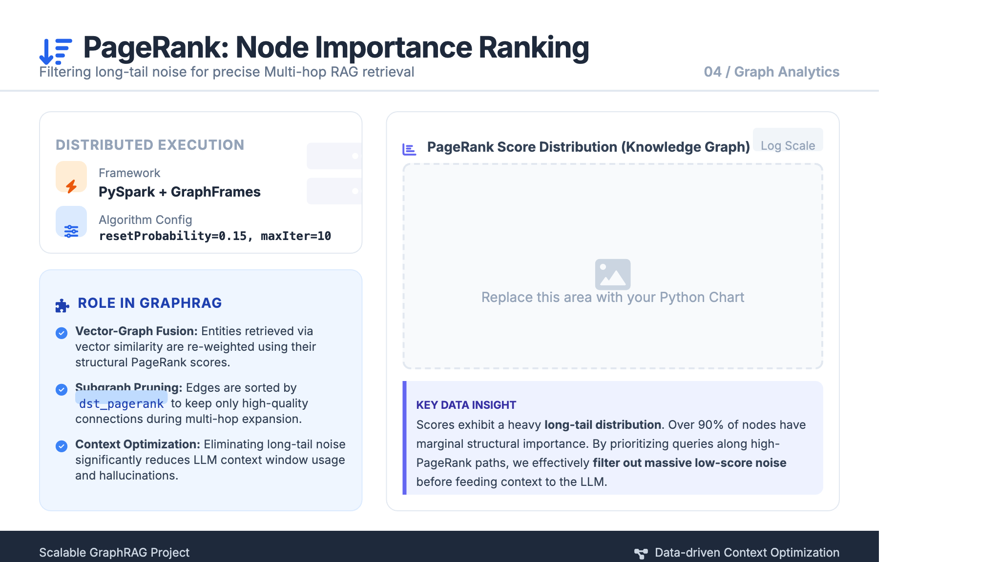 PageRank: Node Importance Ranking
Filtering long-tail noise for precise Multi-hop RAG retrieval
04 / Graph Analytics
DISTRIBUTED EXECUTION
Framework
PySpark + GraphFrames
Algorithm Config
resetProbability=0.15, maxIter=10
ROLE IN GRAPHRAG
Vector-Graph Fusion: Entities retrieved via
vector similarity are re-weighted using their
structural PageRank scores.
Subgraph Pruning: Edges are sorted by
dst_pagerank to keep only high-quality
connections during multi-hop expansion.
Context Optimization: Eliminating long-tail noise
significantly reduces LLM context window usage
and hallucinations.
PageRank Score Distribution (Knowledge Graph)
Log Scale
Replace this area with your Python Chart
KEY DATA INSIGHT
Scores exhibit a heavy long-tail distribution. Over 90% of nodes have
marginal structural importance. By prioritizing queries along high-
PageRank paths, we effectively filter out massive low-score noise
before feeding context to the LLM.
Scalable GraphRAG Project
Data-driven Context Optimization